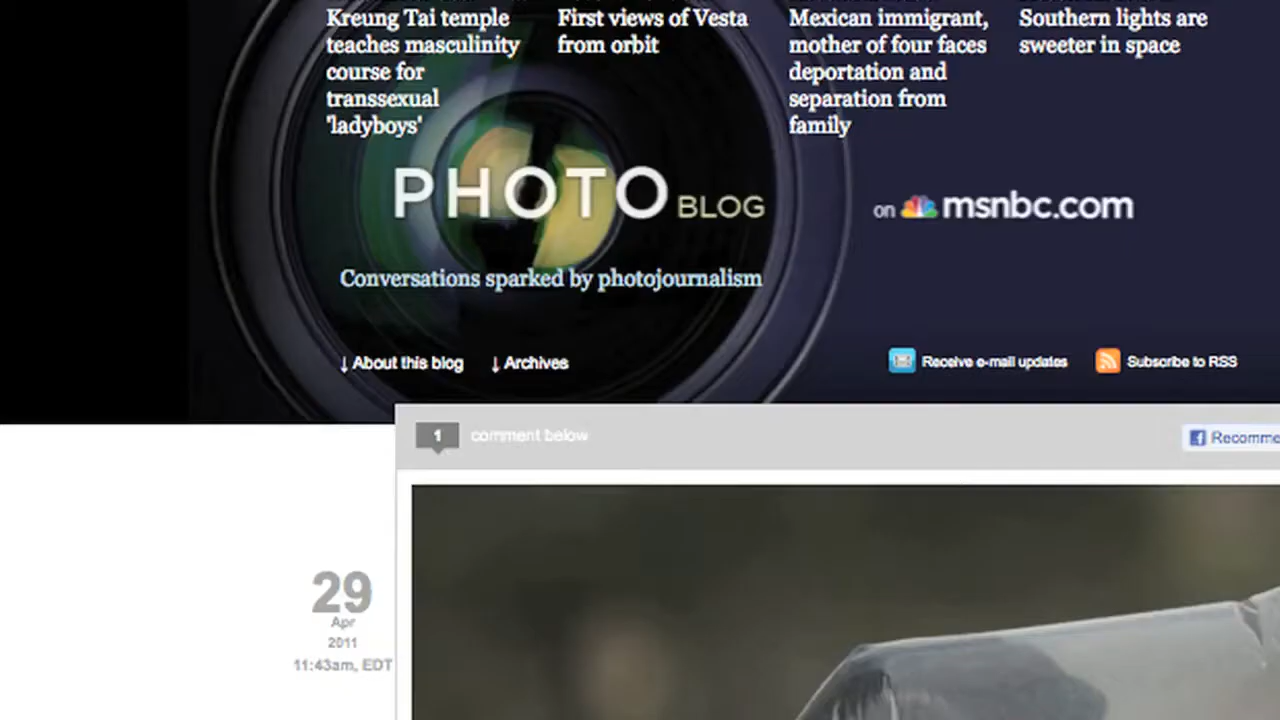 Kreung Tai temple
teaches masculinity
course for
transsexual
'ladyboys'
First views of Vesta
from orbit
Mexican immigrant,
mother of four faces
deportation and
separation from
family
Southern lights are
sweeter in space
PHOTO BLOG
on msnbc.com
Conversations sparked by photojournalism
↓ About this blog ↓ Archives
Receive e-mail updates Subscribe to RSS
1 comment below
Recomme
29
Apr
2011
11:43am, EDT